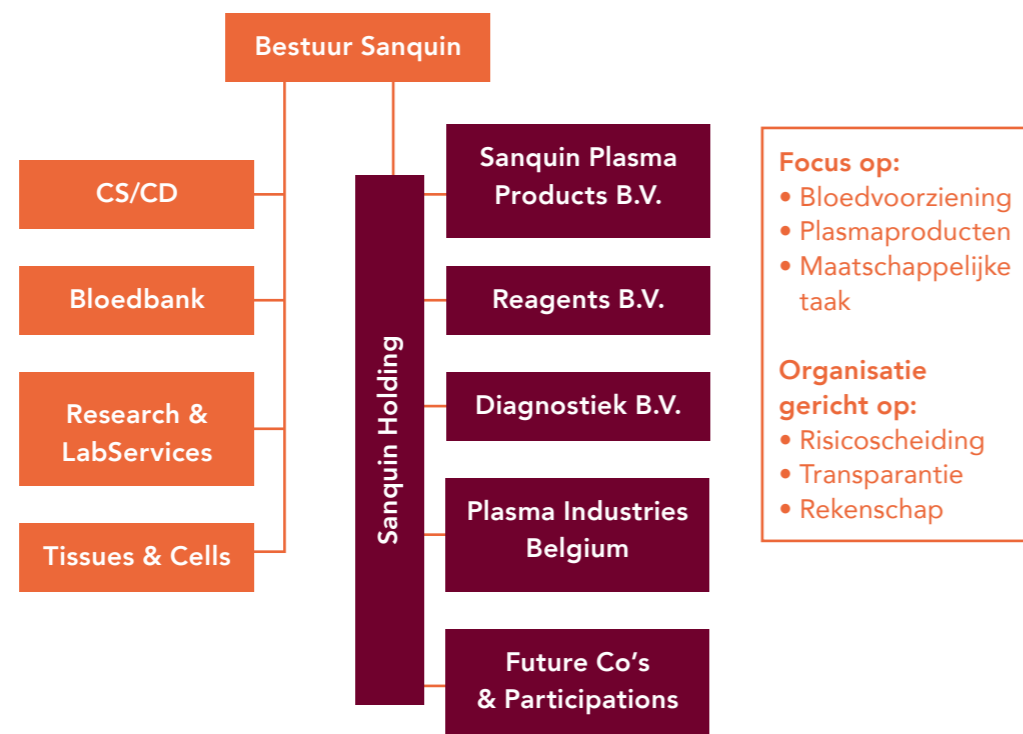 Bestuur Sanquin
CS/CD
Bloedbank
Research &
LabServices
Tissues & Cells
Sanquin Holding
Sanquin Plasma
Products B.V.
Reagents B.V.
Diagnostiek B.V.
Plasma Industries
Belgium
Future Co’s
& Participations
Focus op:
• Bloedvoorziening
• Plasmaproducten
• Maatschappelijke
taak
Organisatie
gericht op:
• Risicoscheiding
• Transparantie
• Rekenschap